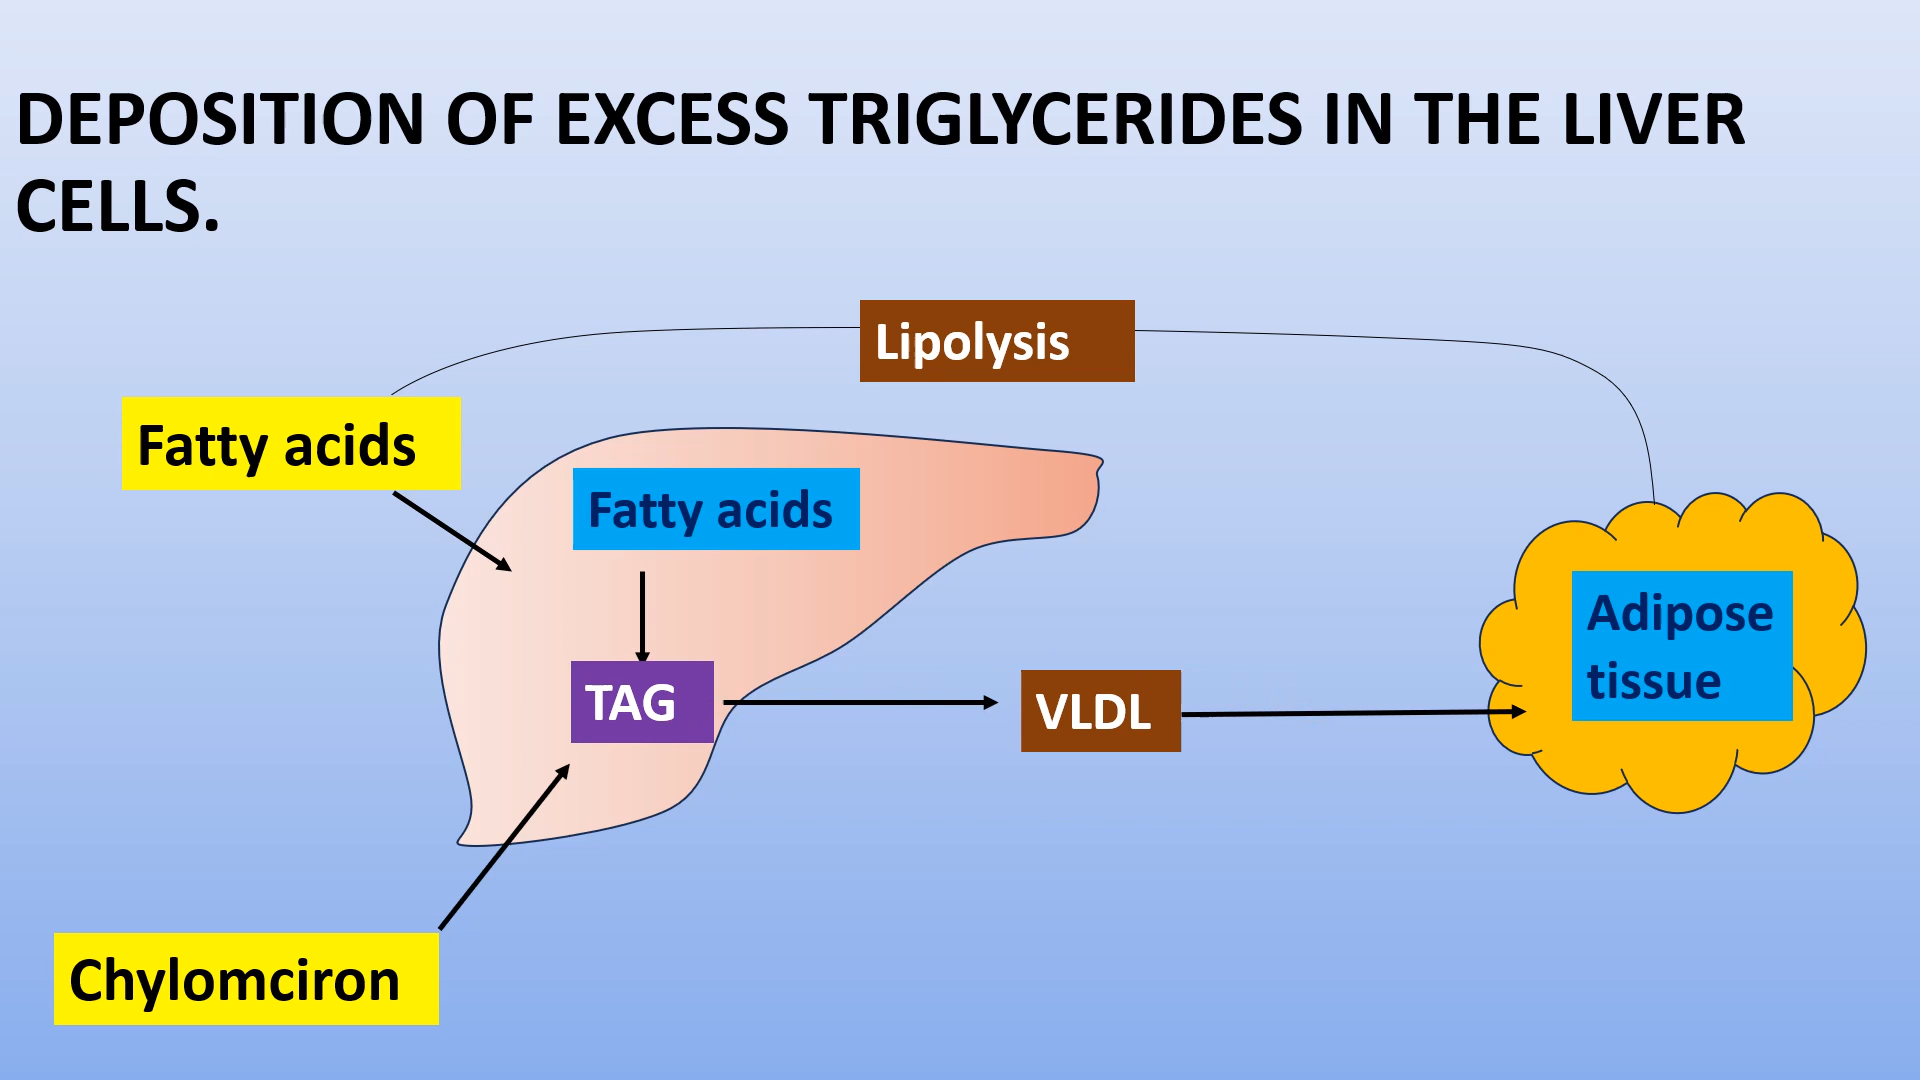 DEPOSITION OF EXCESS TRIGLYCERIDES IN THE LIVER
CELLS.
Lipolysis
Fatty acids
Fatty acids
Adipose
tissue
TAG
VLDL
Chylomciron